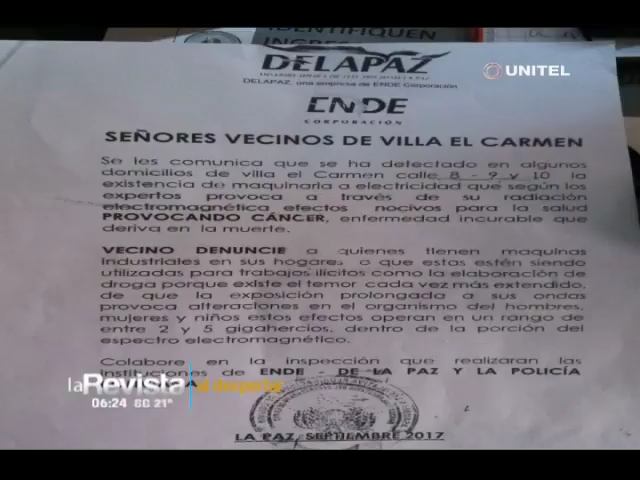 IDENTIFIQUEN
DELAPAZ
UNITEL
DELAPAZ, una empresa de ENDE Corporación
ENDE
CORPORACIÓN
SEÑORES VECINOS DE VILLA EL CARMEN
Se les comunica que se ha detectado en algunos
domicilios de villa el Carmen calle 8 - 9 y 10 la
existencia de maquinaria a electricidad que según los
expertos provoca a través de su radiación
electromagnética efectos nocivos para la salud
PROVOCANDO CÁNCER, enfermedad incurable que
deriva en la muerte.
VECINO DENUNCIE a quienes tienen maquinas
Industriales en sus hogares o que estas estén siendo
utilizadas para trabajos ilícitos como la elaboración de
droga porque existe el temor cada vez más extendido,
de que la exposición prolongada a sus ondas
provoca alteraciones en el organismo del hombres,
mujeres y niños estos efectos operan en un rango de
entre 2 y 5 gigahercios, dentro de la porción del
espectro electromagnético.
Colabore en la inspección que realizaran las
Instituciones de ENDE - DE LA PAZ Y LA POLICÍA
la Revista al despertar
06:24 21°
LA PAZ, SEPTIEMBRE 2017